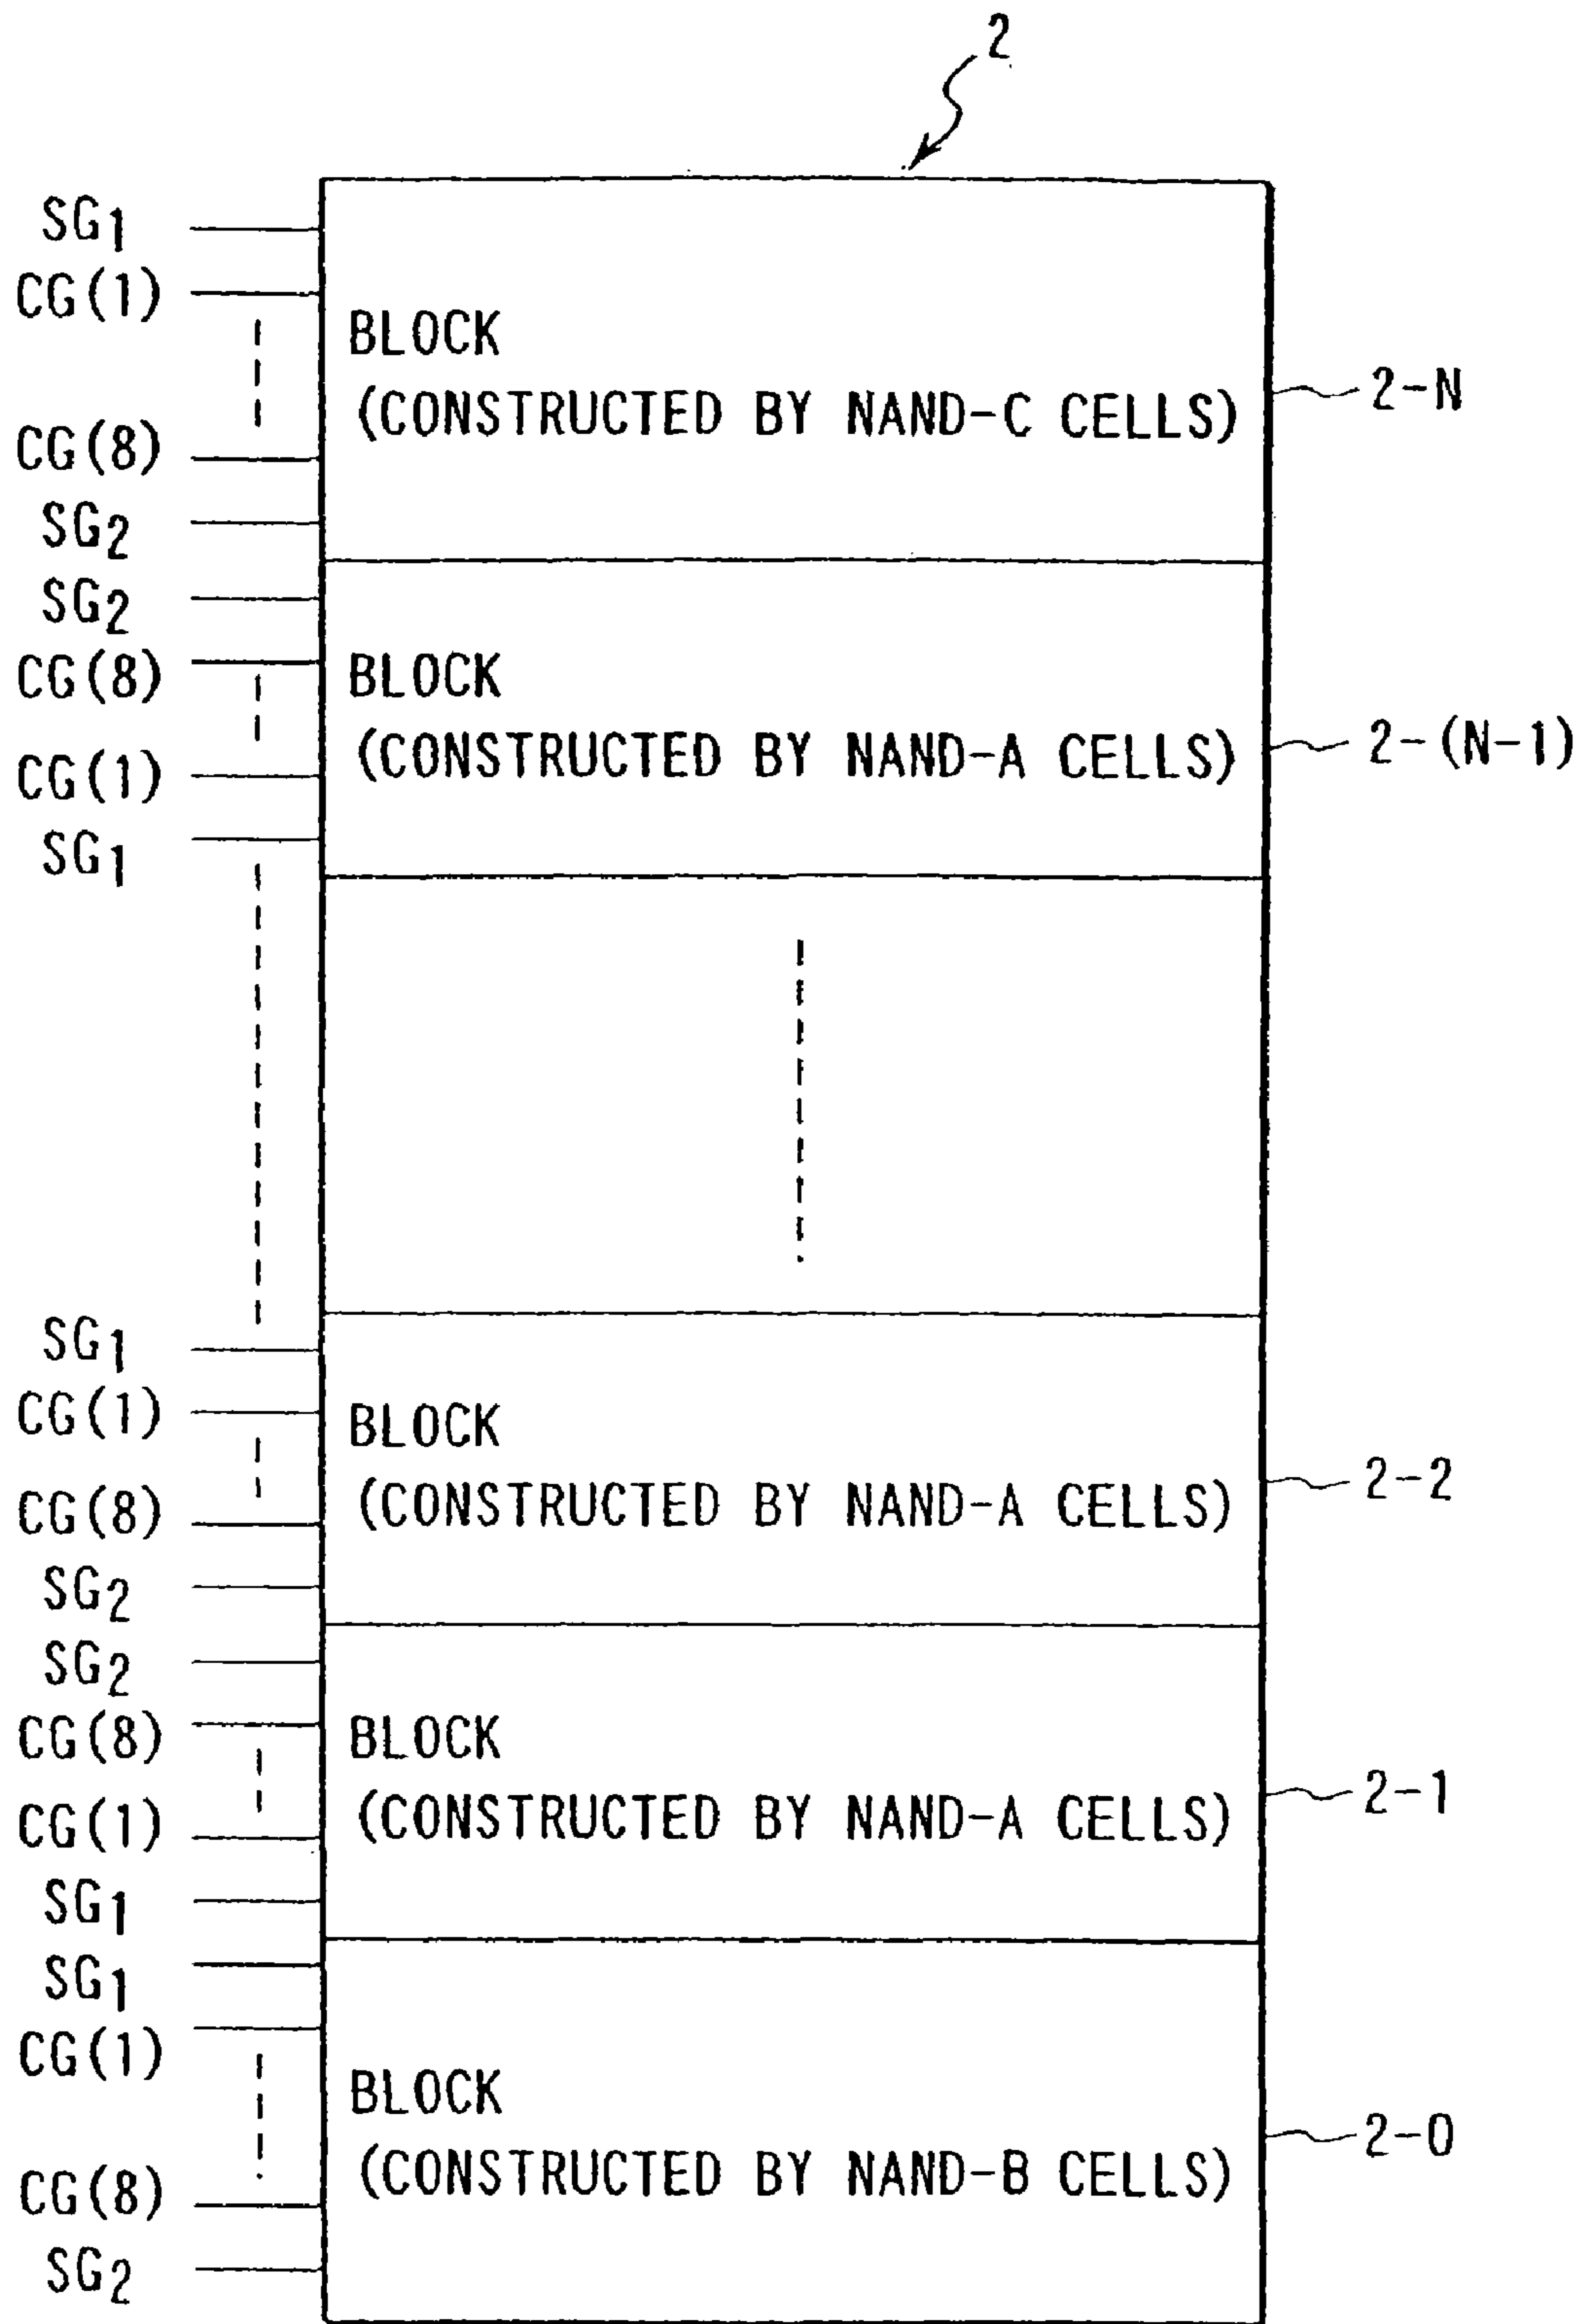 2
SG1
CG(1)
BLOCK
(CONSTRUCTED BY NAND-C CELLS)
2-N
CG(8)
SG2
SG2
CG(8)
BLOCK
(CONSTRUCTED BY NAND-A CELLS)
2-(N-1)
CG(1)
SG1
SG1
CG(1)
BLOCK
(CONSTRUCTED BY NAND-A CELLS)
2-2
CG(8)
SG2
SG2
CG(8)
BLOCK
(CONSTRUCTED BY NAND-A CELLS)
2-1
CG(1)
SG1
SG1
CG(1)
BLOCK
(CONSTRUCTED BY NAND-B CELLS)
2-0
CG(8)
SG2